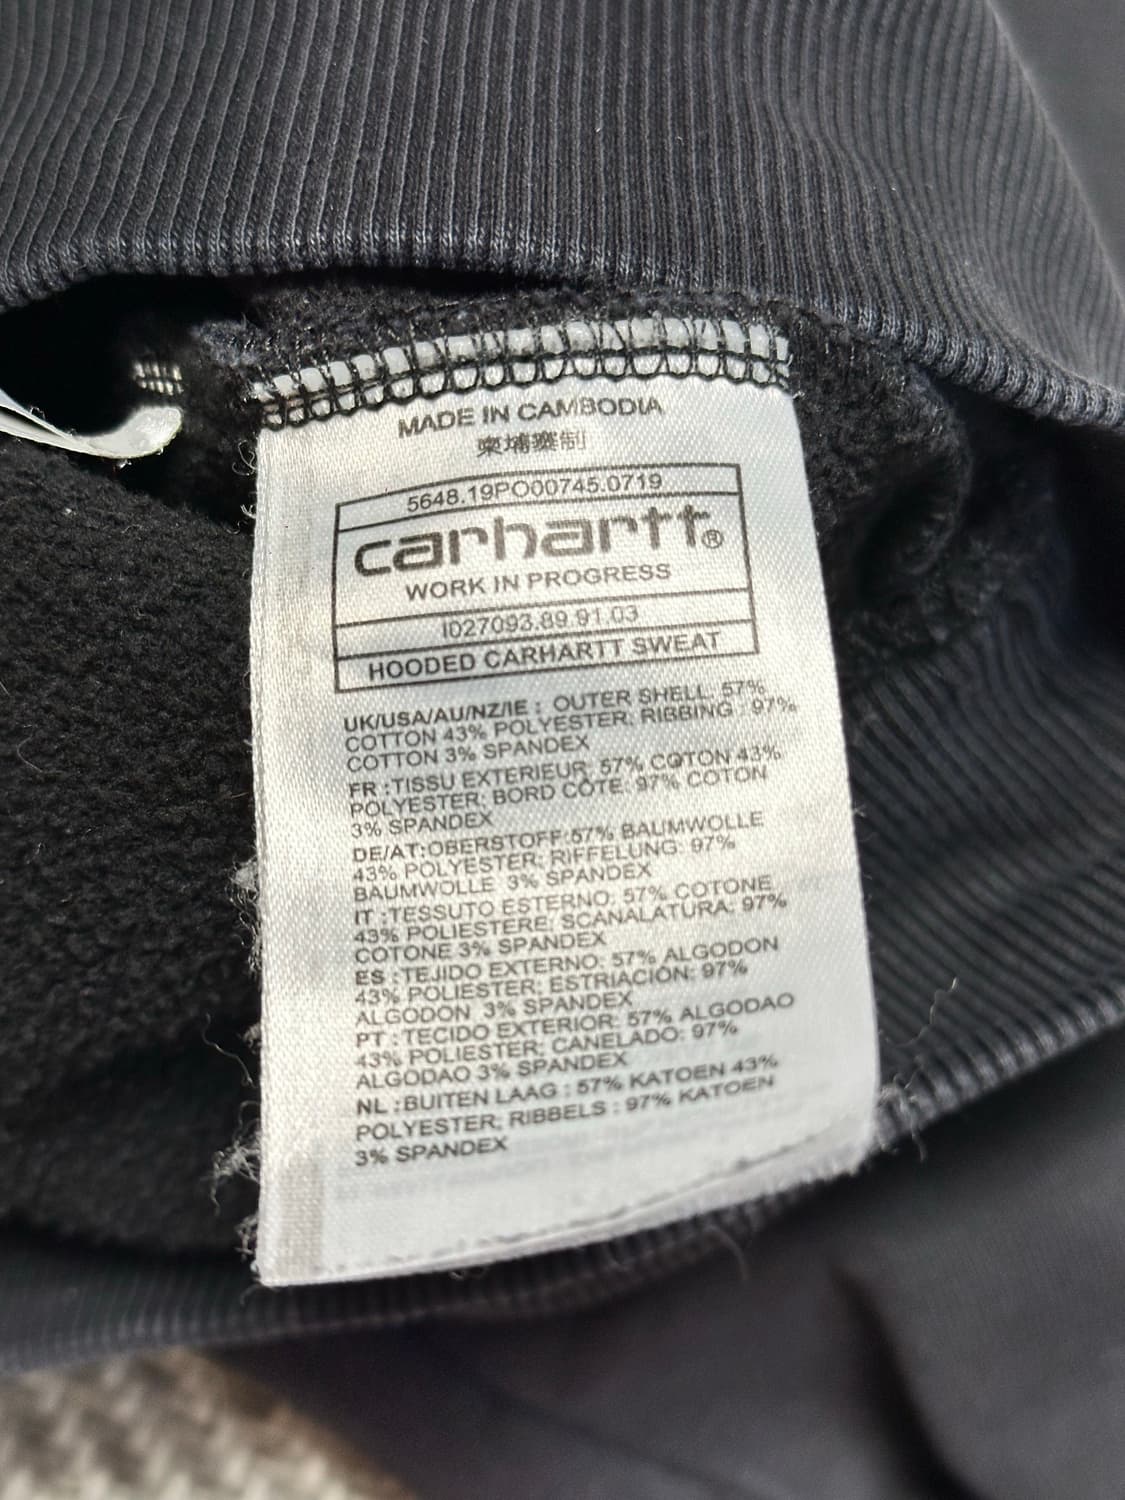 MADE IN CAMBODIA
柬埔寨制
5648.19PO00745.0719
carhartt®
WORK IN PROGRESS
I027093.89.91.03
HOODED CARHARTT SWEAT
UK/USA/AU/NZ/IE : OUTER SHELL: 57%
COTTON 43% POLYESTER; RIBBING : 97%
COTTON 3% SPANDEX
FR :TISSU EXTERIEUR: 57% COTON 43%
POLYESTER; BORD CÔTE: 97% COTON
3% SPANDEX
DE/AT:OBERSTOFF:57% BAUMWOLLE
43% POLYESTER; RIFFELUNG: 97%
BAUMWOLLE 3% SPANDEX
IT :TESSUTO ESTERNO: 57% COTONE
43% POLIESTERE; SCANALATURA: 97%
COTONE 3% SPANDEX
ES :TEJIDO EXTERNO: 57% ALGODON
43% POLIESTER; ESTRIACIÓN: 97%
ALGODON 3% SPANDEX
PT :TECIDO EXTERIOR: 57% ALGODAO
43% POLIESTER; CANELADO: 97%
ALGODAO 3% SPANDEX
NL :BUITEN LAAG : 57% KATOEN 43%
POLYESTER; RIBBELS : 97% KATOEN
3% SPANDEX